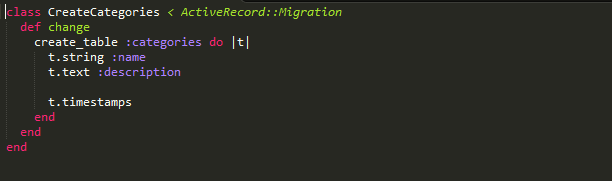 class CreateCategories < ActiveRecord::Migration
  def change
    create_table :categories do |t|
      t.string :name
      t.text :description

      t.timestamps
    end
  end
end